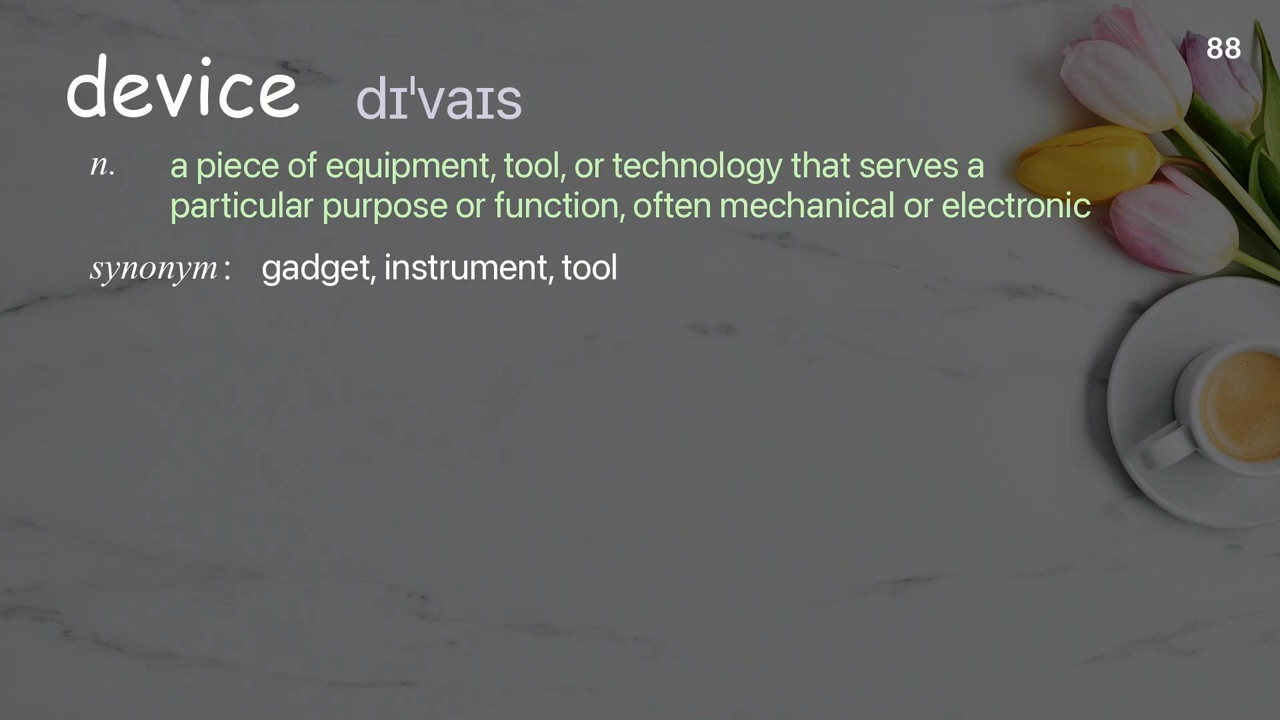 88
device dɪˈvaɪs
n. a piece of equipment, tool, or technology that serves a
particular purpose or function, often mechanical or electronic
synonym: gadget, instrument, tool